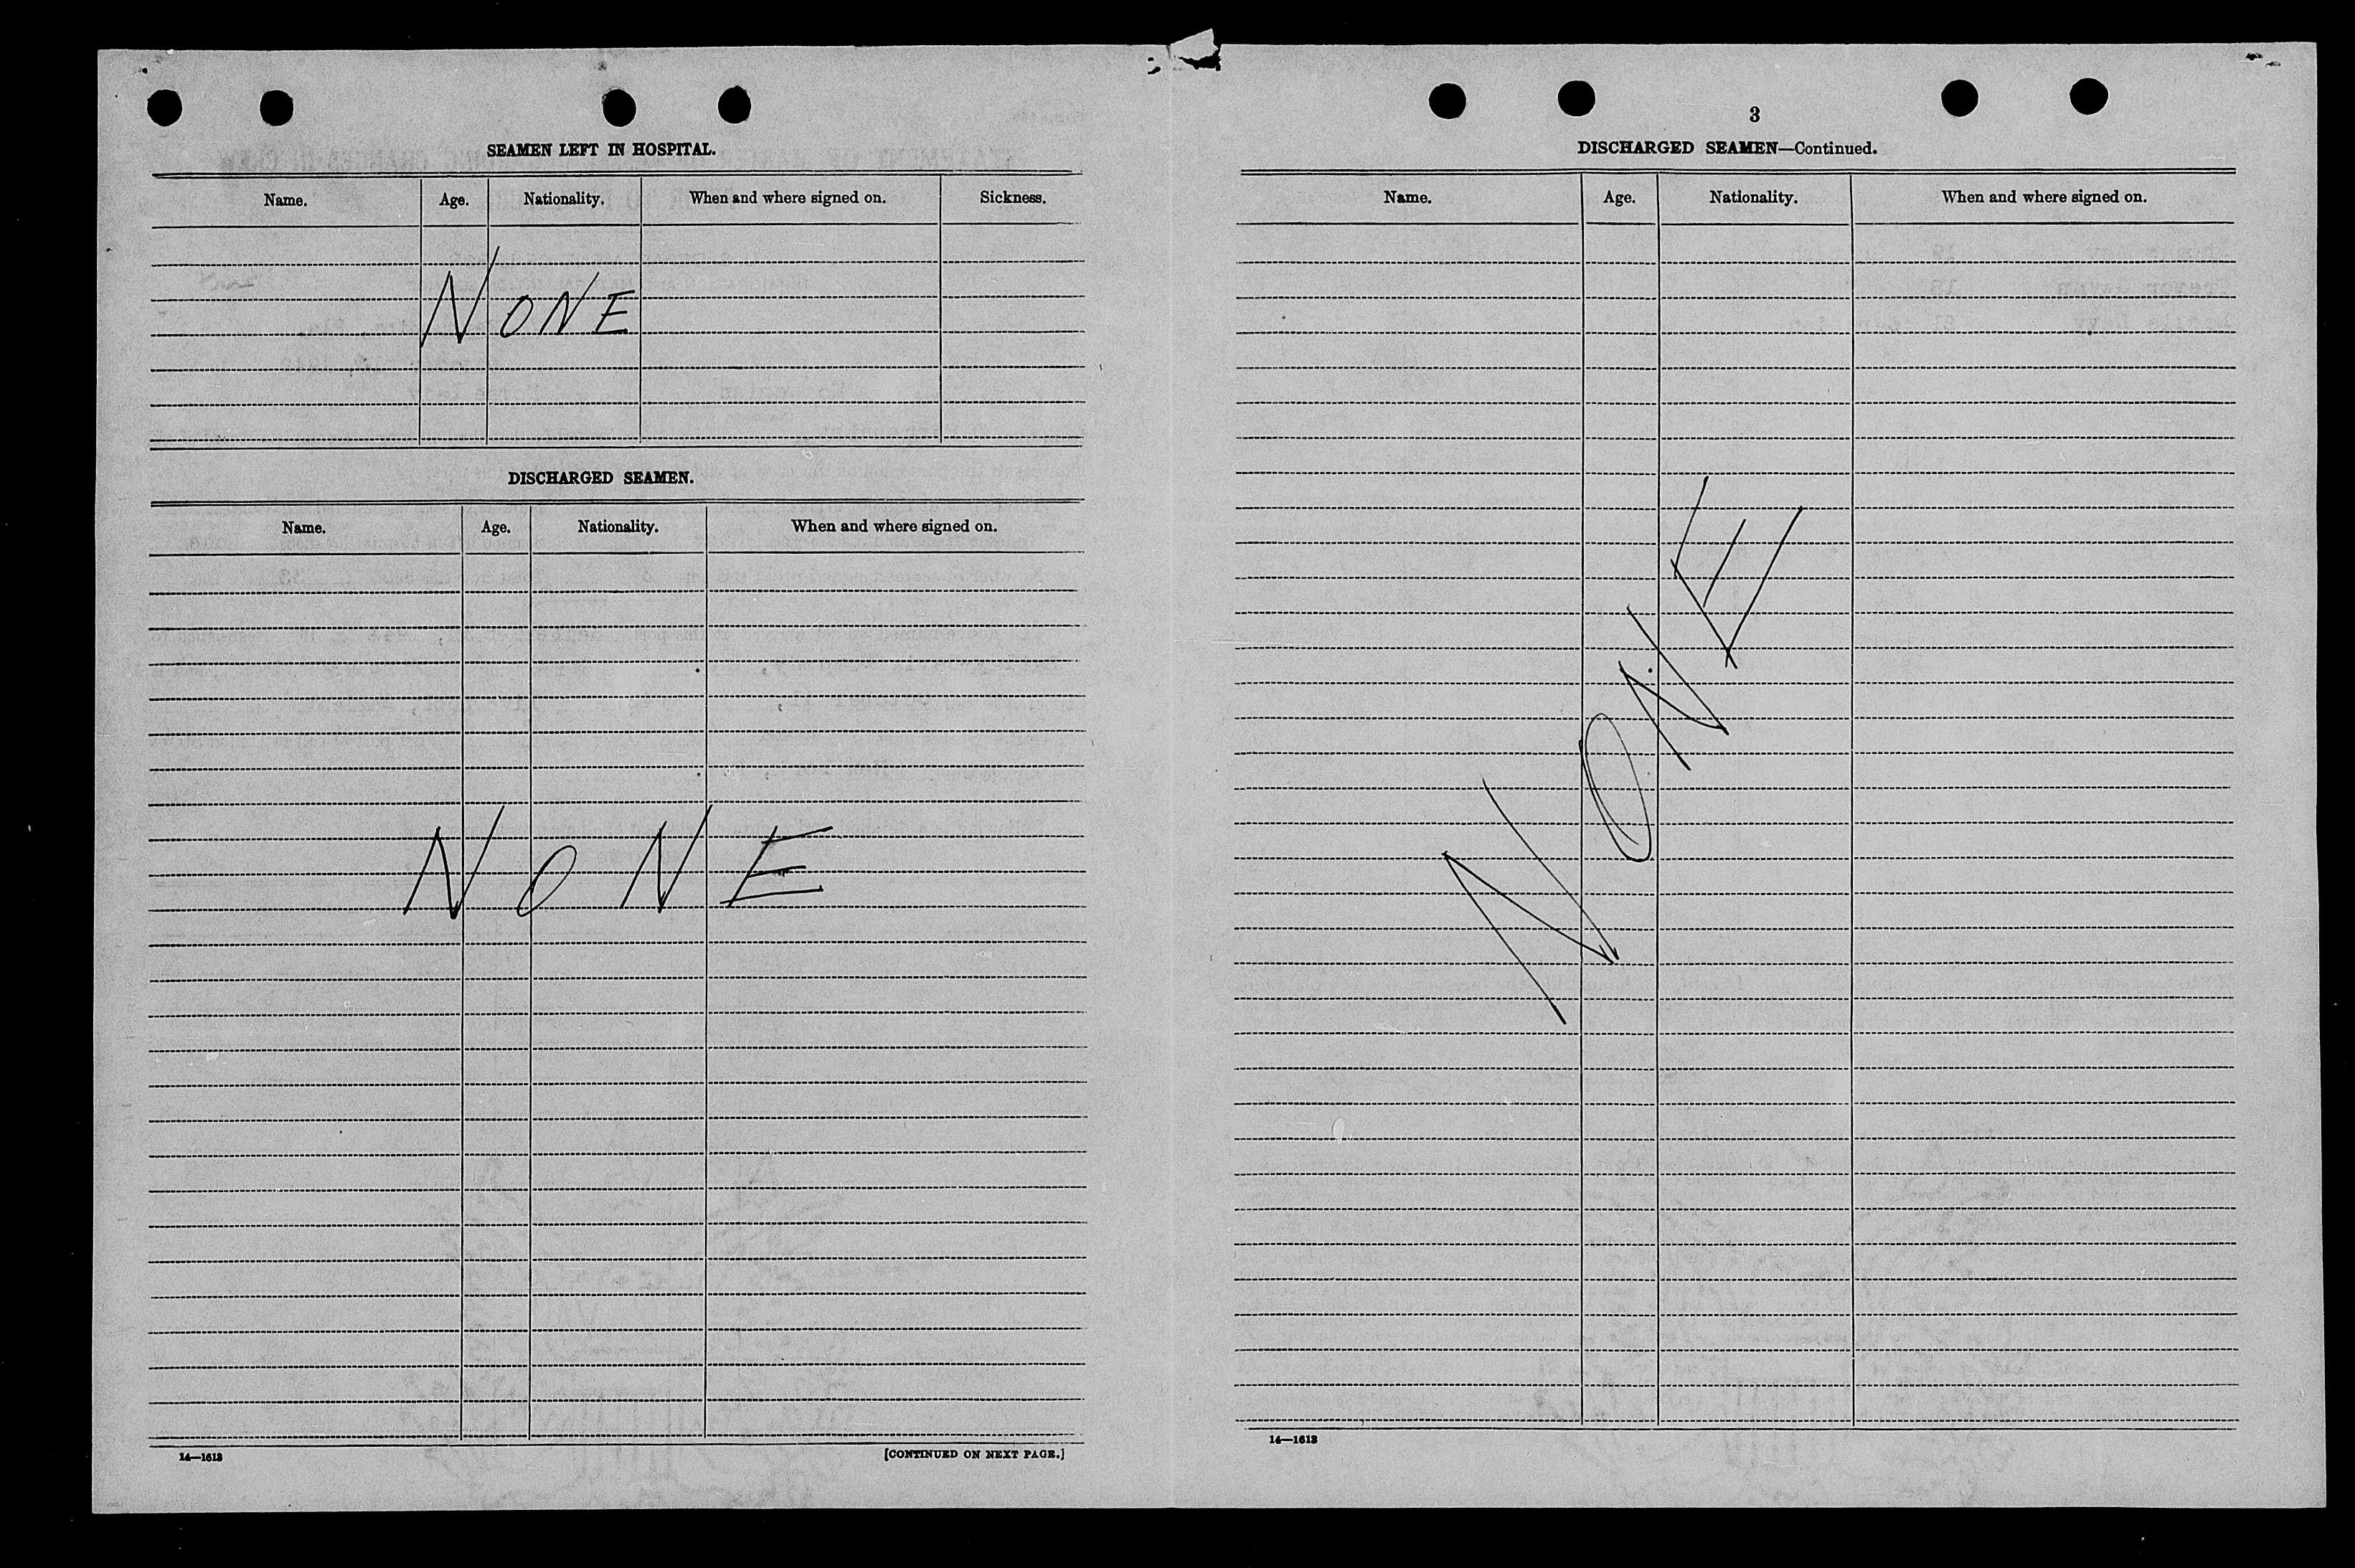 SEAMEN LEFT IN HOSPITAL.
Name. Age. Nationality. When and where signed on. Sickness.
NONE
DISCHARGED SEAMEN.
Name. Age. Nationality. When and where signed on.
NONE
14—1613 [CONTINUED ON NEXT PAGE.]
3
DISCHARGED SEAMEN—Continued.
Name. Age. Nationality. When and where signed on.
NONE
14—1613